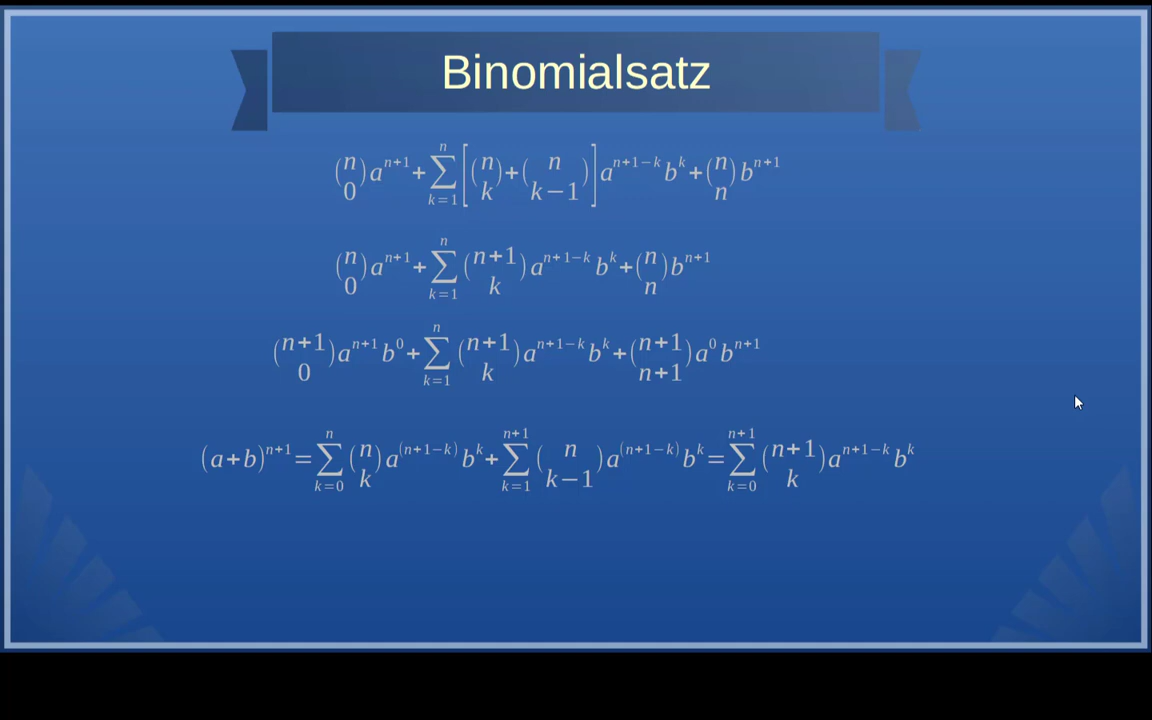 Binomialsatz
$\binom{n}{0}a^{n+1}+\sum_{k=1}^{n}\left[\binom{n}{k}+\binom{n}{k-1}\right]a^{n+1-k}b^{k}+\binom{n}{n}b^{n+1}$
$\binom{n}{0}a^{n+1}+\sum_{k=1}^{n}\binom{n+1}{k}a^{n+1-k}b^{k}+\binom{n}{n}b^{n+1}$
$\binom{n+1}{0}a^{n+1}b^{0}+\sum_{k=1}^{n}\binom{n+1}{k}a^{n+1-k}b^{k}+\binom{n+1}{n+1}a^{0}b^{n+1}$
$(a+b)^{n+1}=\sum_{k=0}^{n}\binom{n}{k}a^{(n+1-k)}b^{k}+\sum_{k=1}^{n+1}\binom{n}{k-1}a^{(n+1-k)}b^{k}=\sum_{k=0}^{n+1}\binom{n+1}{k}a^{n+1-k}b^{k}$